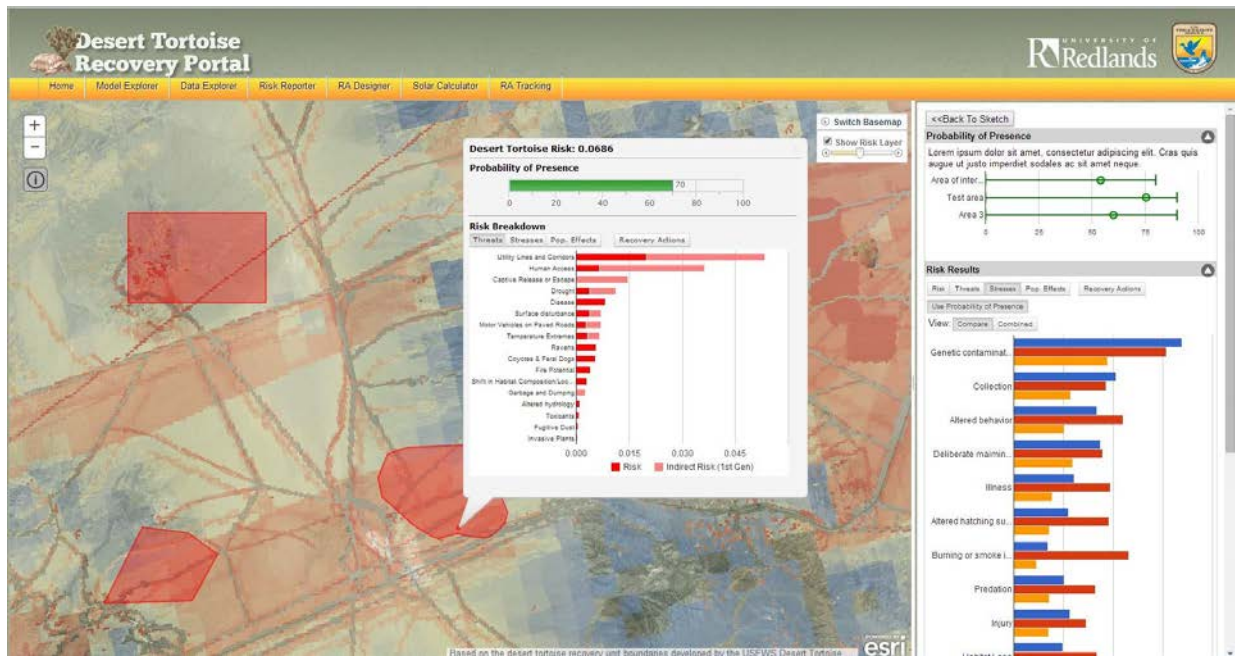 Desert Tortoise
Recovery Portal
UNIVERSITY OF
Redlands
Home Model Explorer Data Explorer Risk Reporter RA Designer Solar Calculator RA Tracking
+
−
Switch Basemap
Show Risk Layer
Desert Tortoise Risk: 0.0686
Probability of Presence
70
0 20 40 60 80 100
Risk Breakdown
Threats Stresses Pop. Effects Recovery Actions
Utility Lines and Corridors
Human Access
Captive Release or Escape
Drought
Disease
Surface disturbance
Motor Vehicles on Paved Roads
Temperature Extremes
Ravens
Coyotes & Feral Dogs
Fire Potential
Shift in Habitat Composition/Loc...
Garbage and Dumping
Altered hydrology
Toxicants
Fugitive Dust
Invasive Plants
0.000 0.015 0.030 0.045
Risk Indirect Risk (1st Gen)
<<Back To Sketch
Probability of Presence
Lorem ipsum dolor sit amet, consectetur adipiscing elit. Cras quis
augue ut justo imperdiet sodales ac sit amet neque.
Area of inter...
Test area
Area 3
0 25 50 75 100
Risk Results
Risk Threats Stresses Pop. Effects Recovery Actions
Use Probability of Presence
View: Compare Combined
Genetic contaminat...
Collection
Altered behavior
Deliberate maimin...
Illness
Altered hatching su...
Burning or smoke i...
Predation
Injury
Habitat Loss
POWERED BY
esri
Based on the desert tortoise recovery unit boundaries developed by the USFWS Desert Tortoise